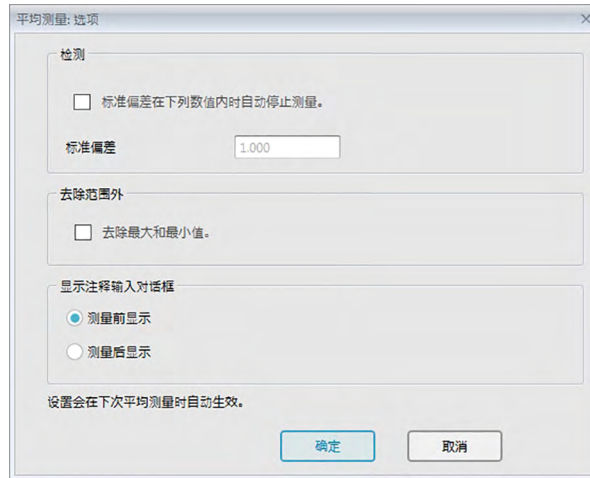 平均测量: 选项
检测
标准偏差在下列数值内时自动停止测量。
标准偏差
1.000
去除范围外
去除最大和最小值。
显示注释输入对话框
测量前显示
测量后显示
设置会在下次平均测量时自动生效。
确定 取消